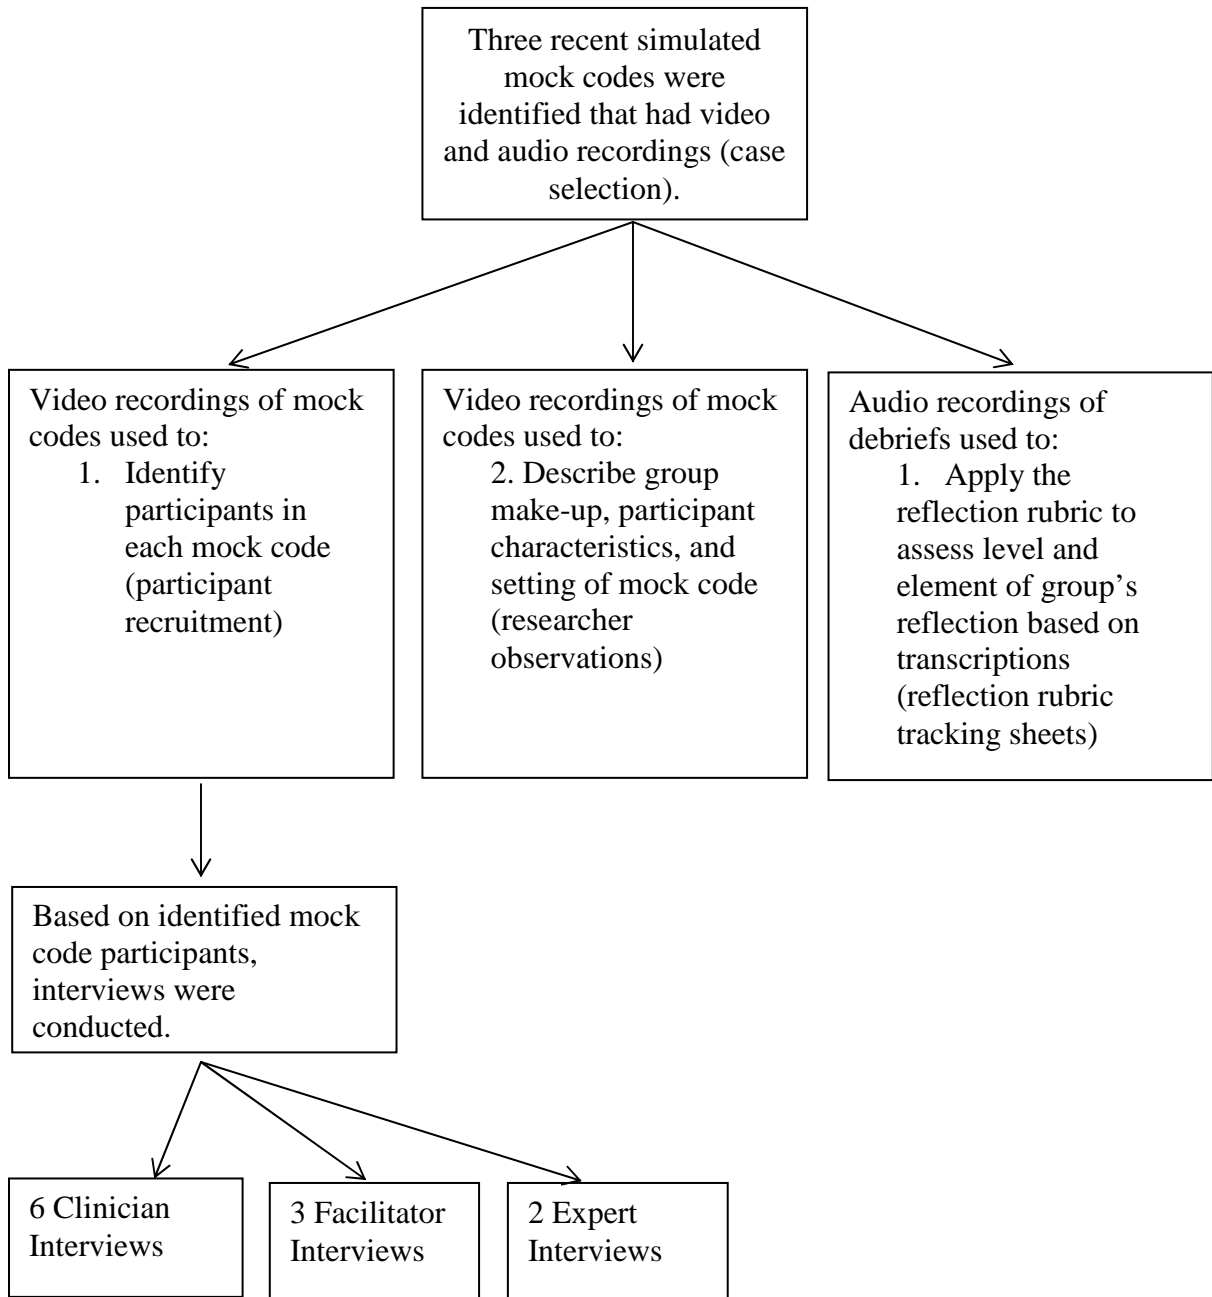 Three recent simulated
mock codes were
identified that had video
and audio recordings (case
selection).
Video recordings of mock
codes used to:
1. Identify
participants in
each mock code
(participant
recruitment)
Video recordings of mock
codes used to:
2. Describe group
make-up, participant
characteristics, and
setting of mock code
(researcher
observations)
Audio recordings of
debriefs used to:
1. Apply the
reflection rubric to
assess level and
element of group’s
reflection based on
transcriptions
(reflection rubric
tracking sheets)
Based on identified mock
code participants,
interviews were
conducted.
6 Clinician
Interviews
3 Facilitator
Interviews
2 Expert
Interviews